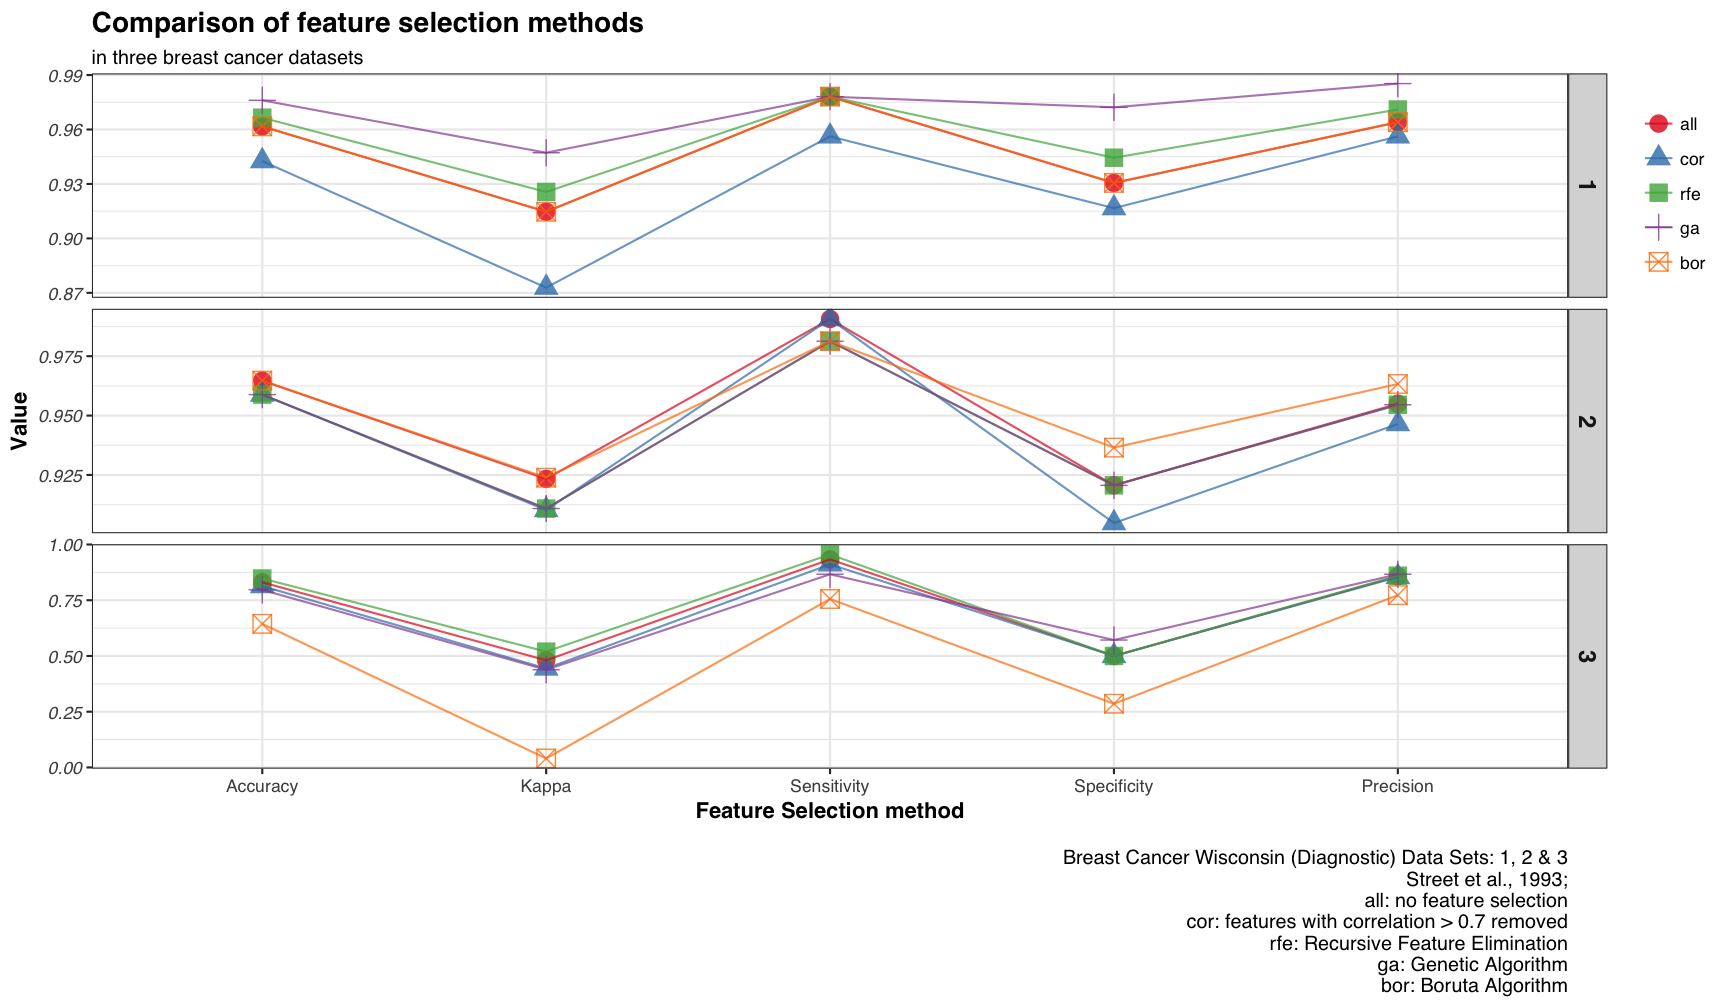 Comparison of feature selection methods
in three breast cancer datasets
0.99
0.96
0.93
0.90
0.87
1
0.975
0.950
0.925
2
1.00
0.75
0.50
0.25
0.00
3
Value
Accuracy
Kappa
Sensitivity
Specificity
Precision
Feature Selection method
all
cor
rfe
ga
bor
Breast Cancer Wisconsin (Diagnostic) Data Sets: 1, 2 & 3
Street et al., 1993;
all: no feature selection
cor: features with correlation > 0.7 removed
rfe: Recursive Feature Elimination
ga: Genetic Algorithm
bor: Boruta Algorithm